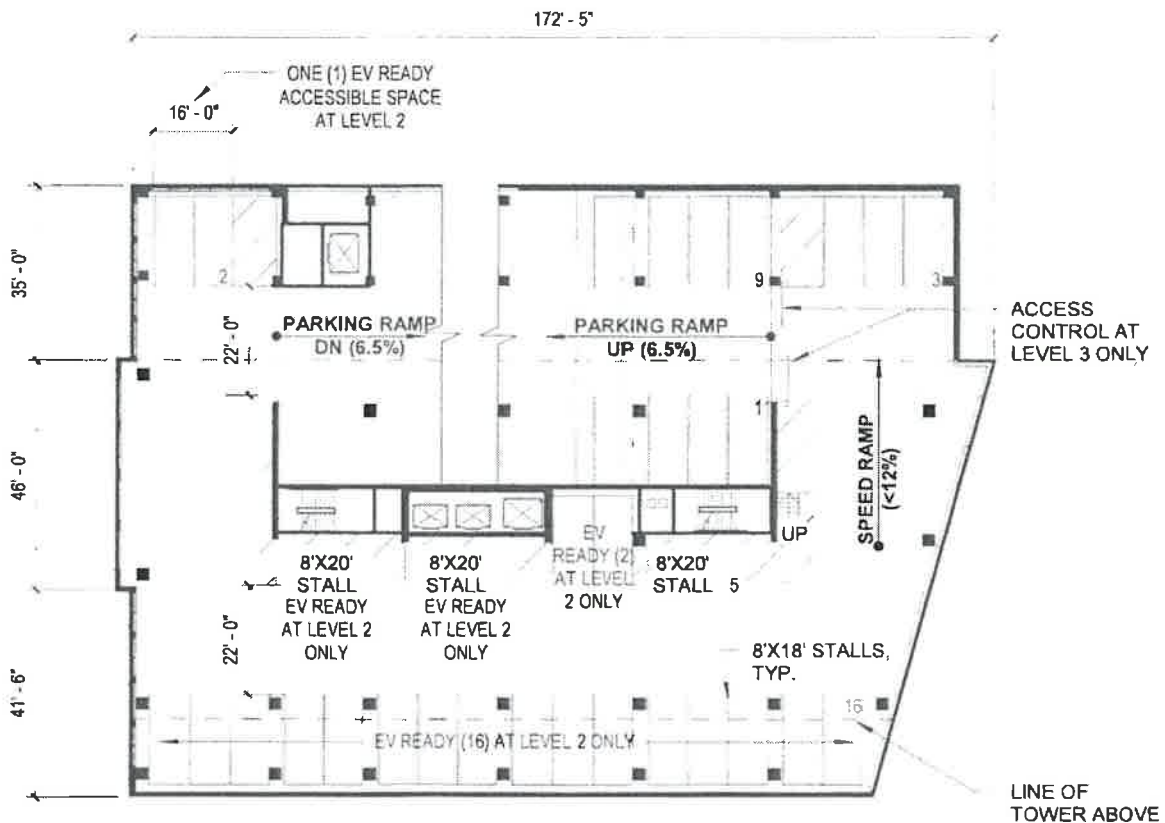 172' - 5"
ONE (1) EV READY
ACCESSIBLE SPACE
AT LEVEL 2
16' - 0"
35' - 0"
2
9
3
ACCESS
CONTROL AT
LEVEL 3 ONLY
PARKING RAMP
DN (6.5%)
PARKING RAMP
UP (6.5%)
22' - 0"
1
46' - 0"
SPEED RAMP
(<12%)
UP
EV
READY (2)
AT LEVEL
2 ONLY
8'X20'
STALL
EV READY
AT LEVEL 2
ONLY
8'X20'
STALL
EV READY
AT LEVEL 2
ONLY
8'X20'
STALL 5
22' - 0"
8'X18' STALLS,
TYP.
41' - 6"
16
EV READY (16) AT LEVEL 2 ONLY
LINE OF
TOWER ABOVE